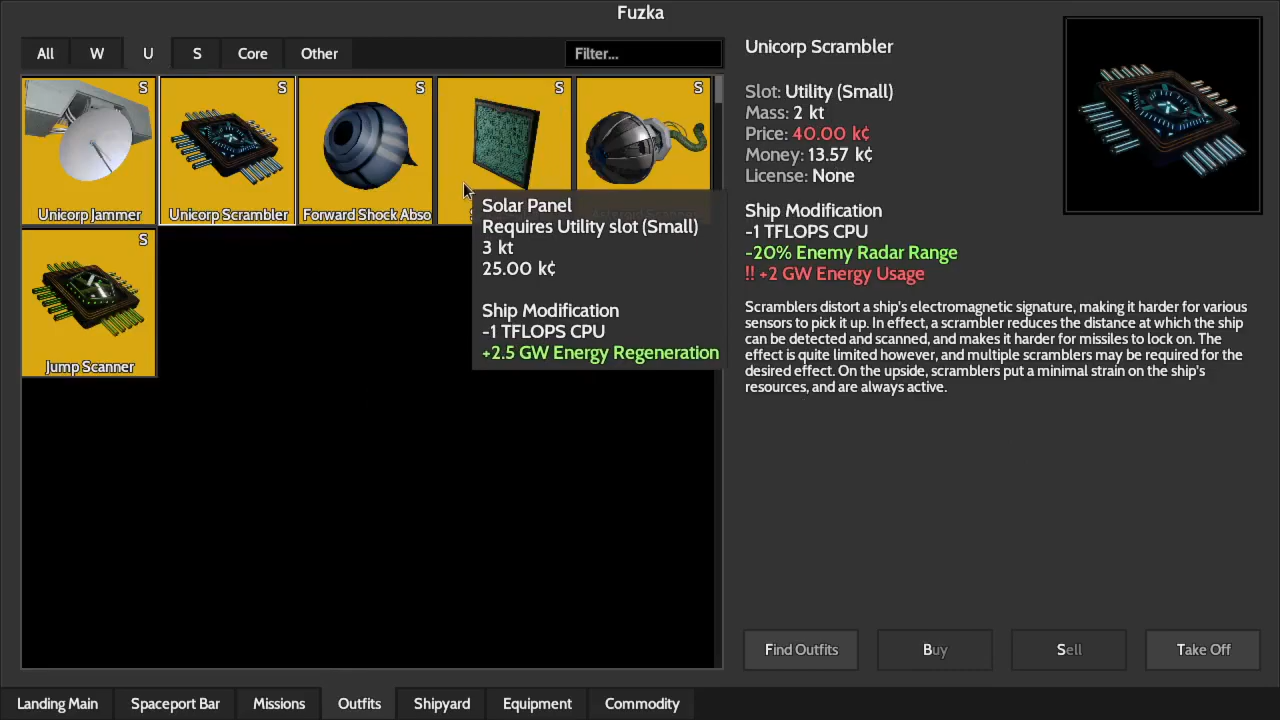 Fuzka
All W U S Core Other Filter...
S S S S S
Unicorp Jammer Unicorp Scrambler Forward Shock Abso
S
Jump Scanner
Solar Panel
Requires Utility slot (Small)
3 kt
25.00 k¢
Ship Modification
-1 TFLOPS CPU
+2.5 GW Energy Regeneration
Unicorp Scrambler
Slot: Utility (Small)
Mass: 2 kt
Price: 40.00 k¢
Money: 13.57 k¢
License: None
Ship Modification
-1 TFLOPS CPU
-20% Enemy Radar Range
!! +2 GW Energy Usage
Scramblers distort a ship's electromagnetic signature, making it harder for various
sensors to pick it up. In effect, a scrambler reduces the distance at which the ship
can be detected and scanned, and makes it harder for missiles to lock on. The
effect is quite limited however, and multiple scramblers may be required for the
desired effect. On the upside, scramblers put a minimal strain on the ship's
resources, and are always active.
Find Outfits Buy Sell Take Off
Landing Main Spaceport Bar Missions Outfits Shipyard Equipment Commodity